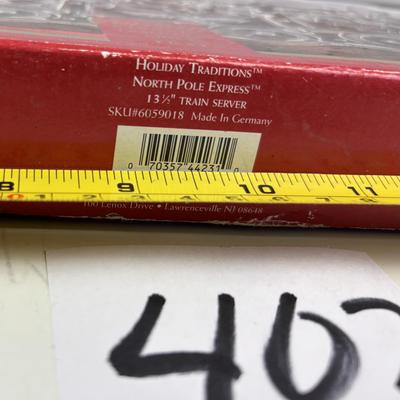 Holiday Traditions™
North Pole Express™
13½" Train Server
SKU#6059018 Made In Germany
0 70357 44231 0
8 9 10 11
100 Lenox Drive • Lawrenceville NJ 08648
40